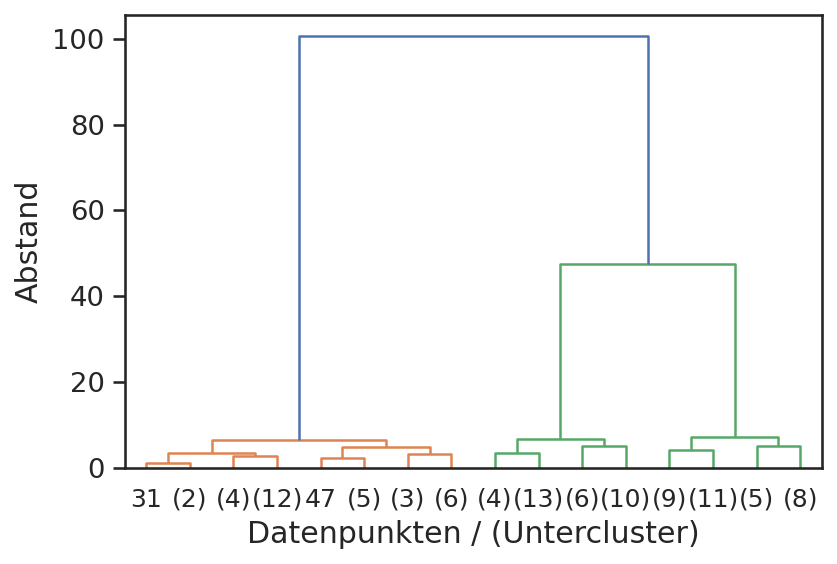 100
80
60
40
20
0
Abstand
31 (2) (4) (12) 47 (5) (3) (6) (4) (13) (6) (10) (9) (11) (5) (8)
Datenpunkten / (Untercluster)